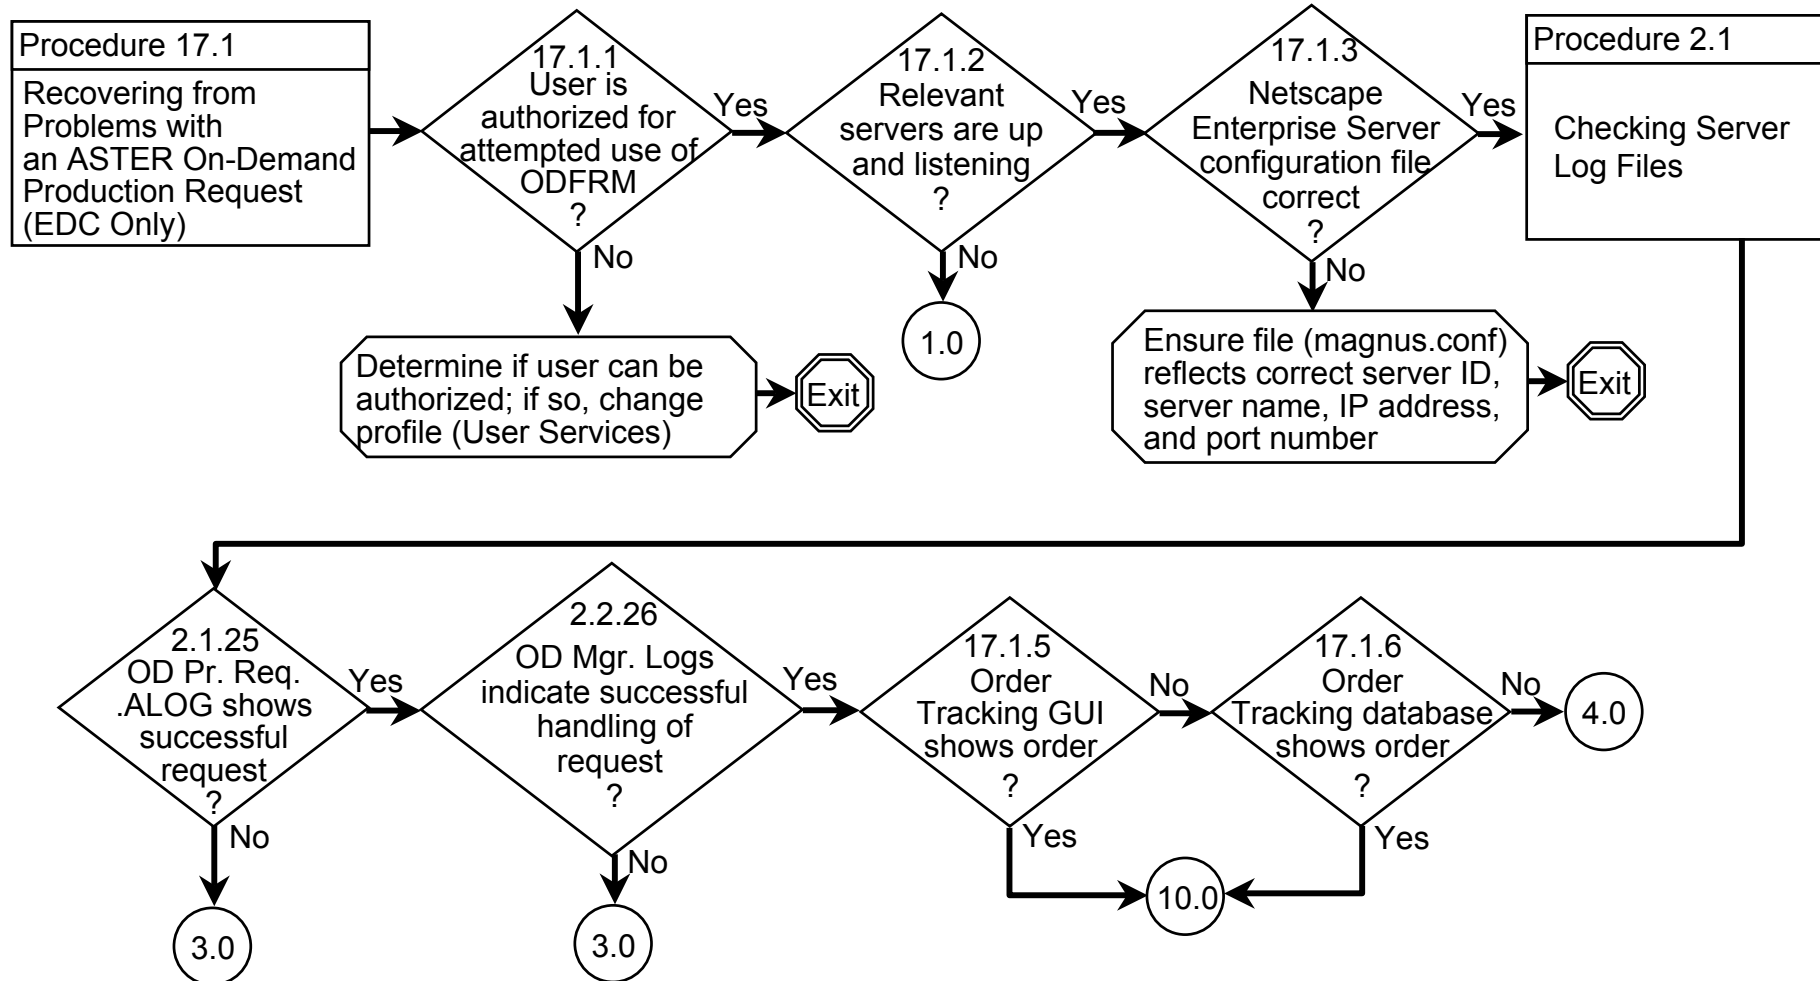 Procedure 17.1
Recovering from
Problems with
an ASTER On-Demand
Production Request
(EDC Only)
17.1.1
User is
authorized for
attempted use of
ODFRM
?
Yes
No
Determine if user can be
authorized; if so, change
profile (User Services)
Exit
17.1.2
Relevant
servers are up
and listening
?
Yes
No
1.0
17.1.3
Netscape
Enterprise Server
configuration file
correct
?
Yes
No
Ensure file (magnus.conf)
reflects correct server ID,
server name, IP address,
and port number
Exit
Procedure 2.1
Checking Server
Log Files
2.1.25
OD Pr. Req.
.ALOG shows
successful
request
?
Yes
No
3.0
2.2.26
OD Mgr. Logs
indicate successful
handling of
request
?
Yes
No
3.0
17.1.5
Order
Tracking GUI
shows order
?
No
Yes
10.0
17.1.6
Order
Tracking database
shows order
?
No
Yes
4.0